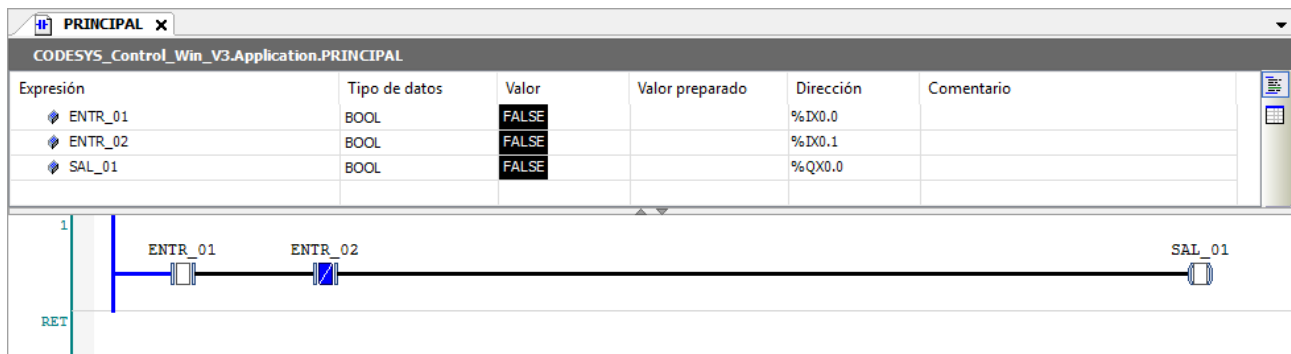 PRINCIPAL
CODESYS_Control_Win_V3.Application.PRINCIPAL
Expresión Tipo de datos Valor Valor preparado Dirección Comentario
ENTR_01 BOOL FALSE %IX0.0
ENTR_02 BOOL FALSE %IX0.1
SAL_01 BOOL FALSE %QX0.0
1
ENTR_01 ENTR_02 SAL_01
RET